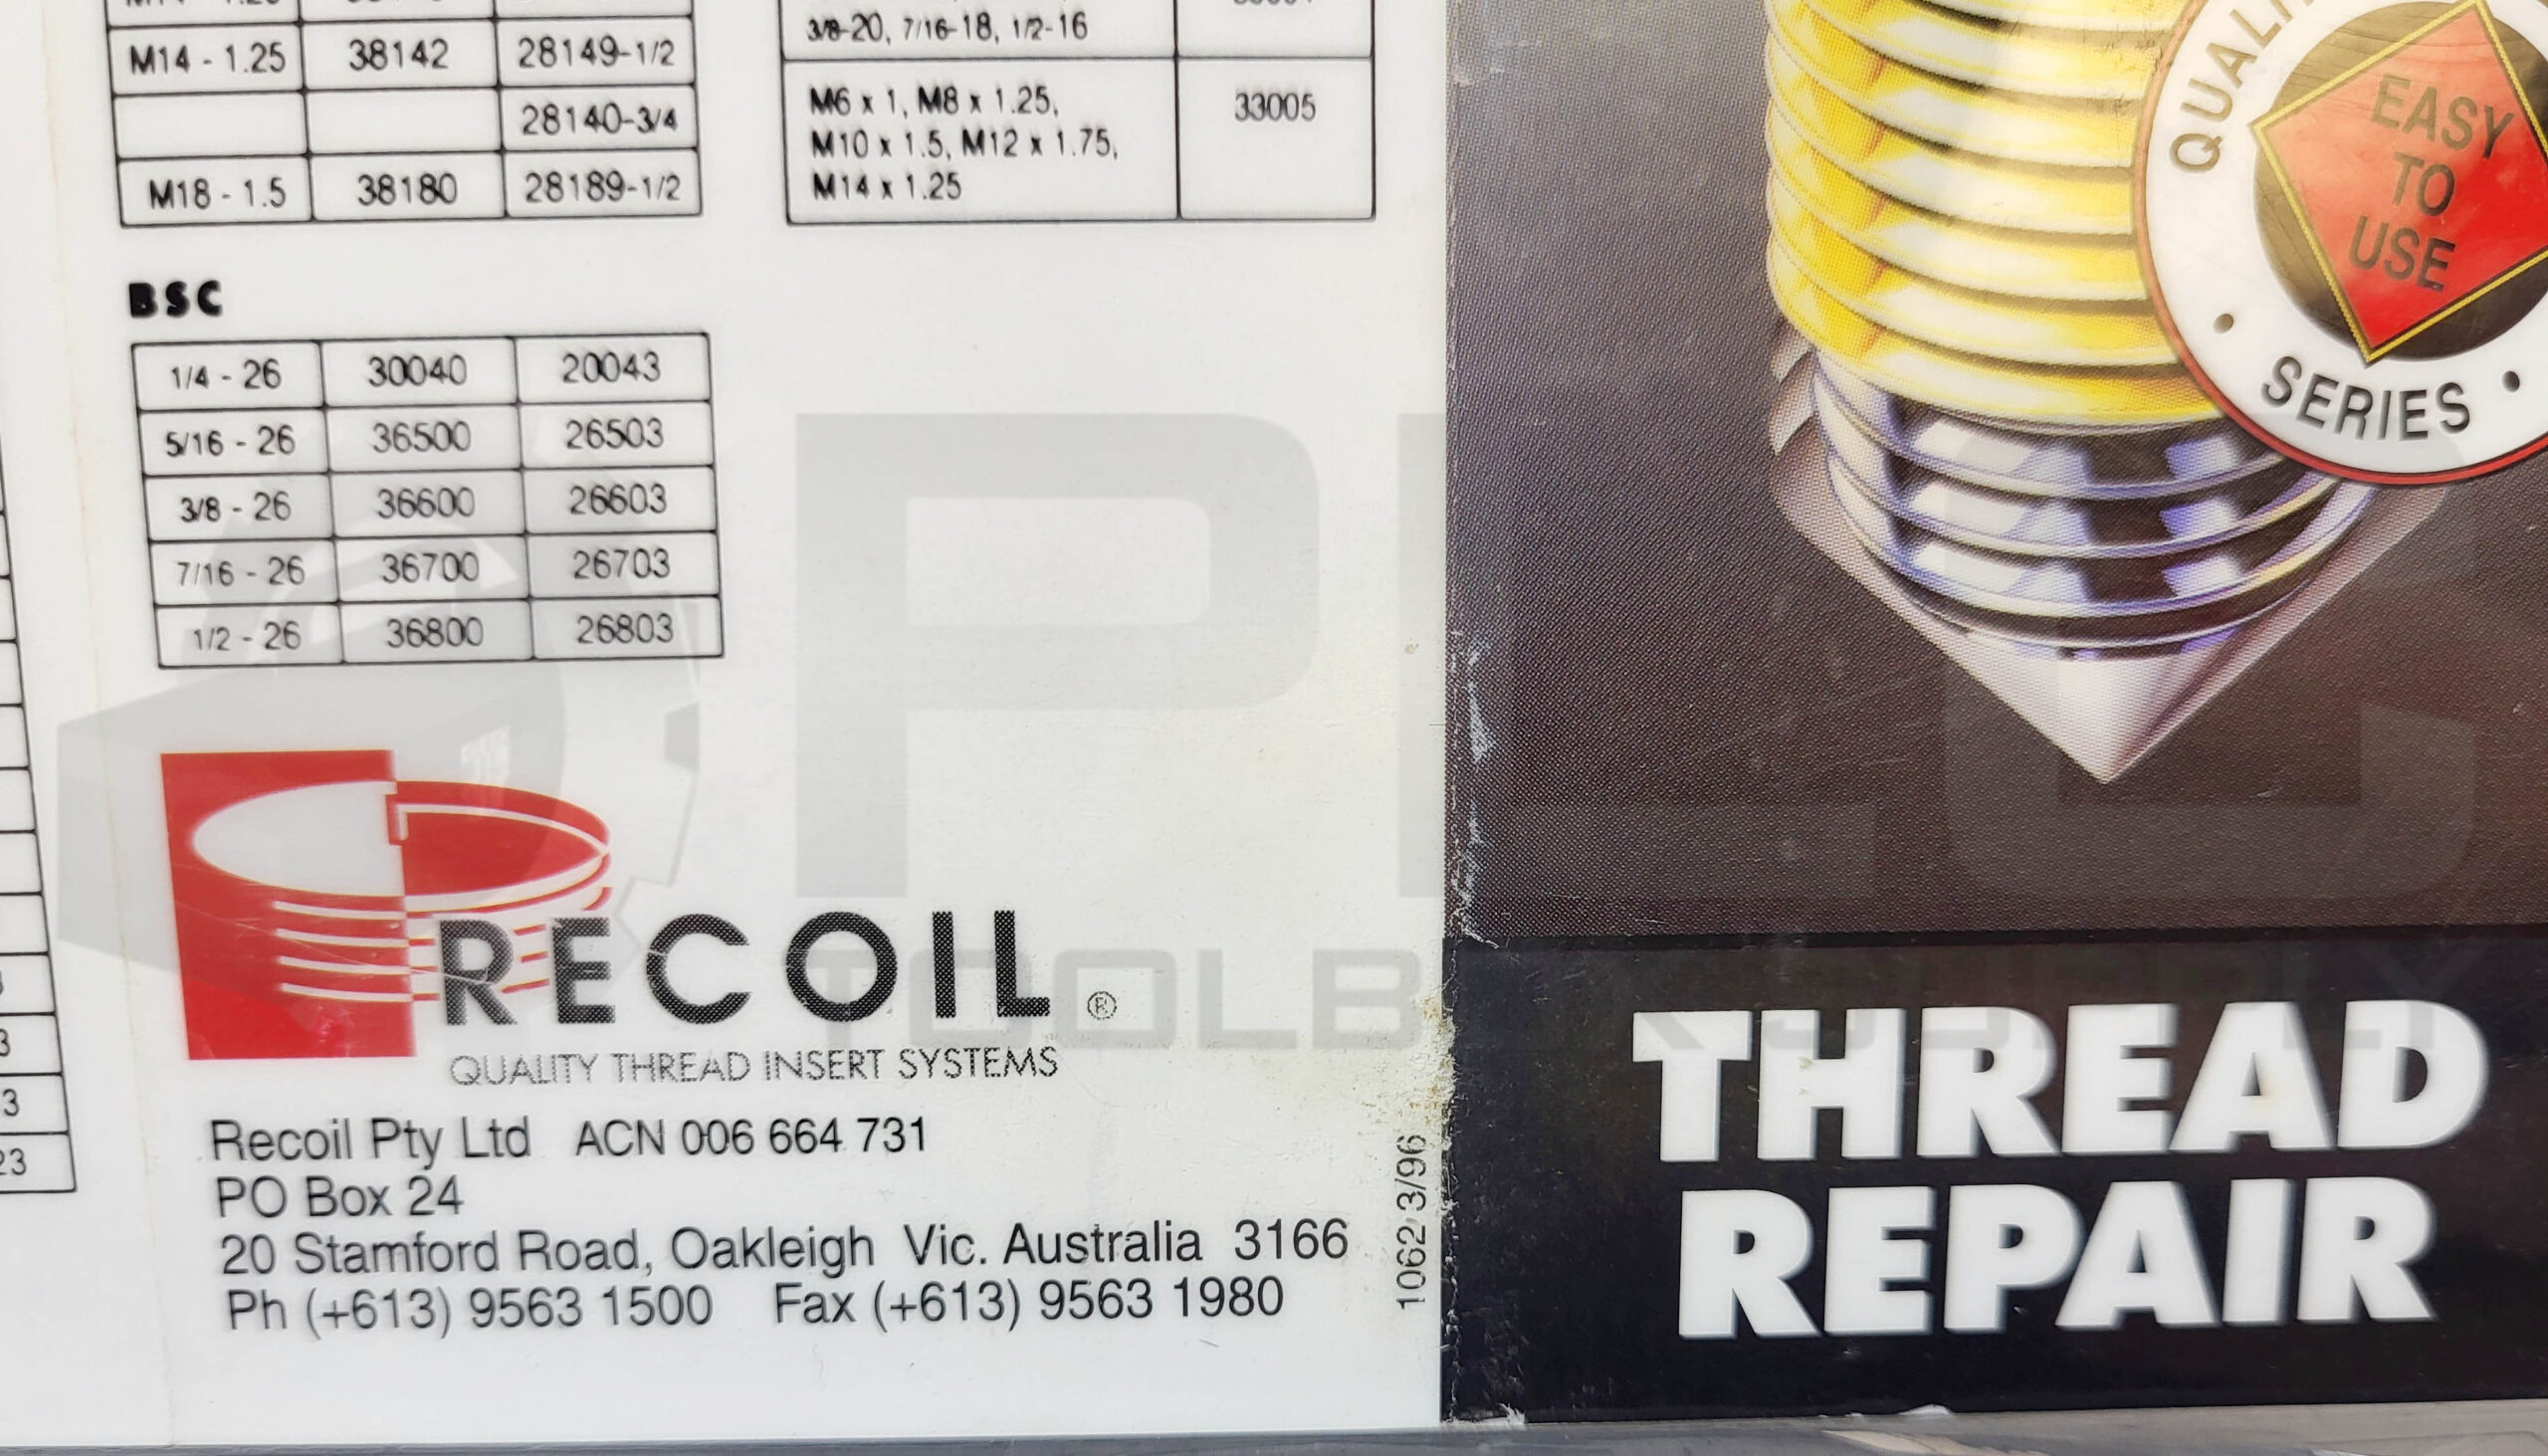 3/8-20, 7/16-18, 1/2-16
M14 - 1.25 38142 28149-1/2
28140-3/4
M18 - 1.5 38180 28189-1/2
M6 x 1, M8 x 1.25, 33005
M10 x 1.5, M12 x 1.75,
M14 x 1.25
BSC
1/4 - 26 30040 20043
5/16 - 26 36500 26503
3/8 - 26 36600 26603
7/16 - 26 36700 26703
1/2 - 26 36800 26803
RECOIL ®
QUALITY THREAD INSERT SYSTEMS
Recoil Pty Ltd ACN 006 664 731
PO Box 24
20 Stamford Road, Oakleigh Vic. Australia 3166
Ph (+613) 9563 1500 Fax (+613) 9563 1980
1062 3/96
EASY
TO
USE
• SERIES •
THREAD
REPAIR